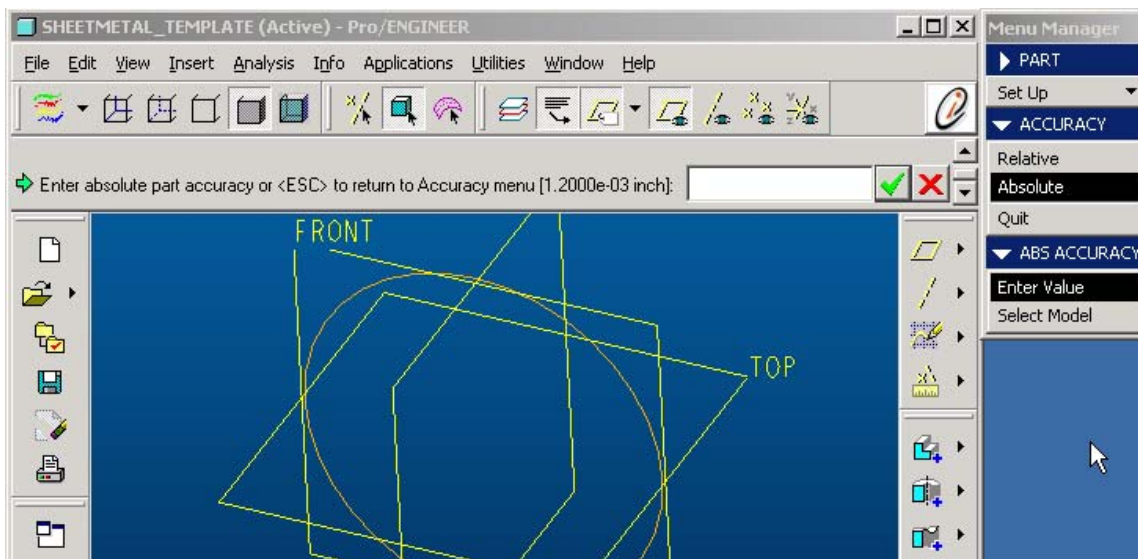 SHEETMETAL_TEMPLATE (Active) - Pro/ENGINEER
File Edit View Insert Analysis Info Applications Utilities Window Help
Enter absolute part accuracy or <ESC> to return to Accuracy menu [1.2000e-03 inch]:
FRONT
TOP
Menu Manager
PART
Set Up
ACCURACY
Relative
Absolute
Quit
ABS ACCURACY
Enter Value
Select Model